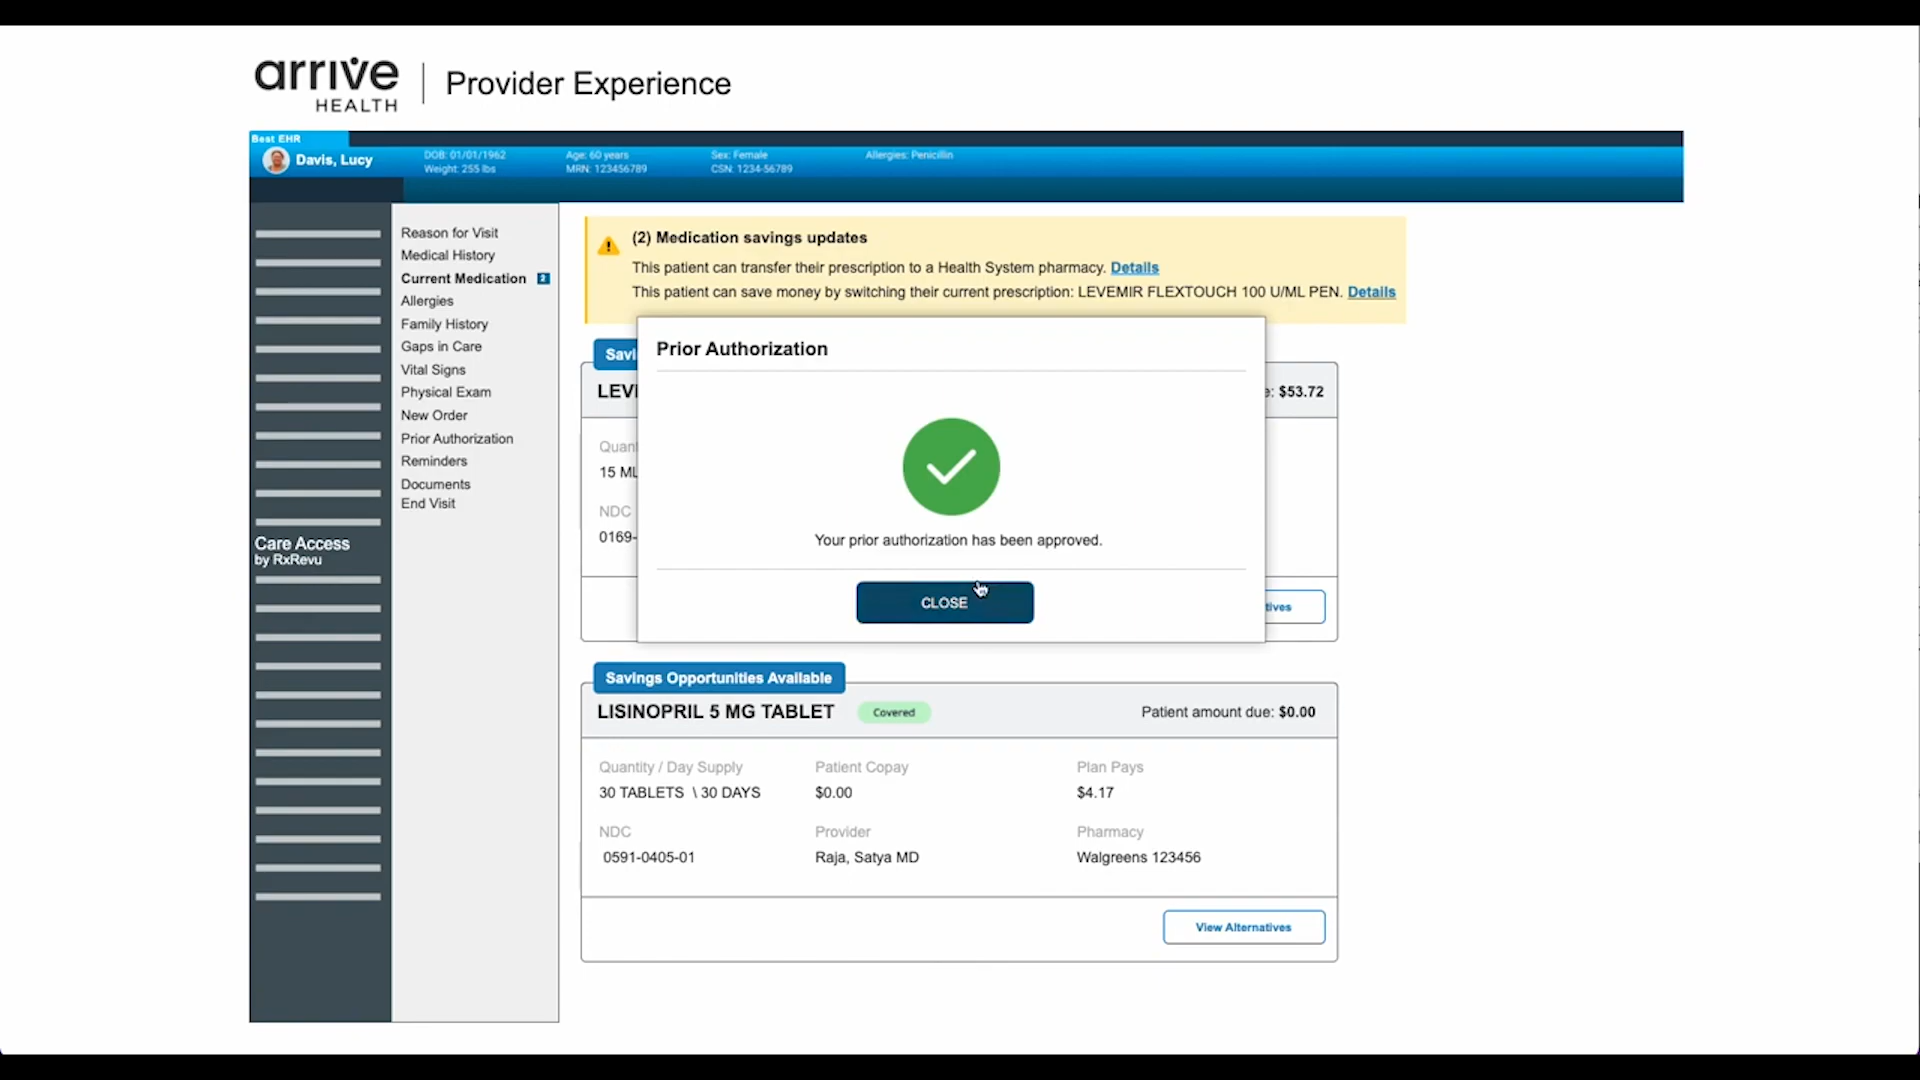 arrive
HEALTH
Provider Experience
Best EHR
Davis, Lucy
DOB: 01/01/1962
Weight: 255 lbs
Age: 60 years
MRN: 123456789
Sex: Female
CSN: 1234-56789
Allergies: Penicillin
Care Access
by RxRevu
Reason for Visit
Medical History
Current Medication 2
Allergies
Family History
Gaps in Care
Vital Signs
Physical Exam
New Order
Prior Authorization
Reminders
Documents
End Visit
(2) Medication savings updates
This patient can transfer their prescription to a Health System pharmacy. Details
This patient can save money by switching their current prescription: LEVEMIR FLEXTOUCH 100 U/ML PEN. Details
Savi
LEV
e: $53.72
Quant
15 ML
NDC
0169-
tives
Prior Authorization
Your prior authorization has been approved.
CLOSE
Savings Opportunities Available
LISINOPRIL 5 MG TABLET Covered Patient amount due: $0.00
Quantity / Day Supply Patient Copay Plan Pays
30 TABLETS \ 30 DAYS $0.00 $4.17
NDC Provider Pharmacy
0591-0405-01 Raja, Satya MD Walgreens 123456
View Alternatives